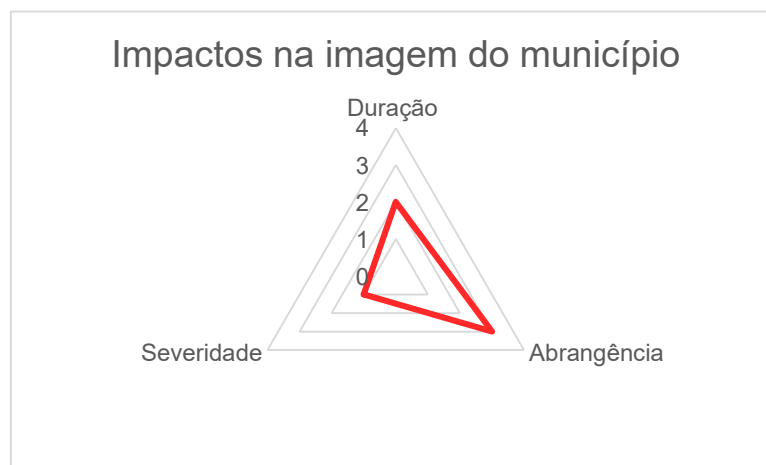 Impactos na imagem do município
Duração
4
3
2
1
0
Severidade
Abrangência